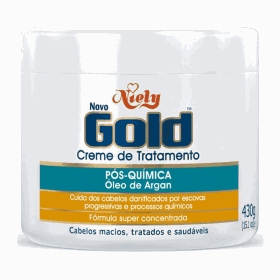 Niely
Novo
Gold™
Creme de Tratamento
PÓS-QUÍMICA
Óleo de Argan
Cuida dos cabelos danificados por escovas
progressivas e processos químicos
Fórmula super concentrada
430g
Cabelos macios, tratados e saudáveis